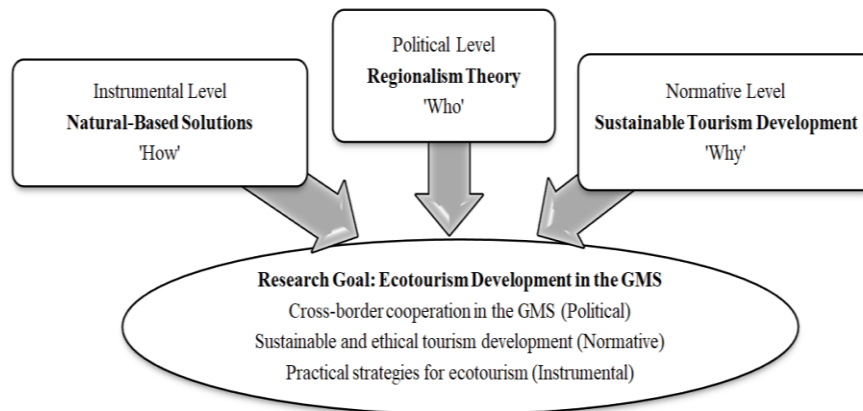 Instrumental Level
Natural-Based Solutions
'How'
Political Level
Regionalism Theory
'Who'
Normative Level
Sustainable Tourism Development
'Why'
Research Goal: Ecotourism Development in the GMS
Cross-border cooperation in the GMS (Political)
Sustainable and ethical tourism development (Normative)
Practical strategies for ecotourism (Instrumental)